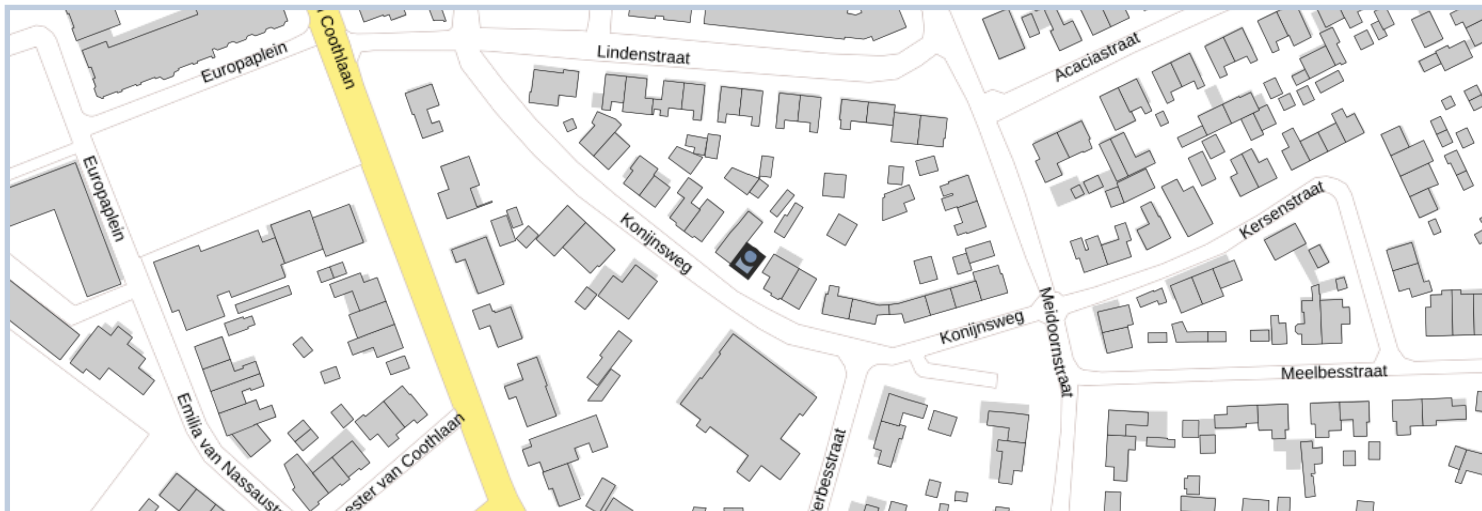 Coothlaan
Europaplein
Lindenstraat
Acaciastraat
Europaplein
Konijnsweg
Kersenstraat
Konijnsweg
Meidoornstraat
Meelbesstraat
Emilia van Nassaustr
ester van Coothlaan
erbesstraat